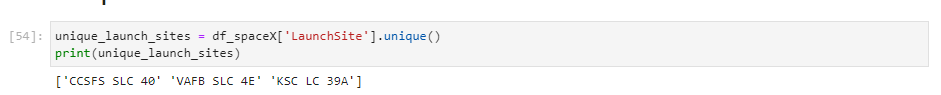 [54]: unique_launch_sites = df_spaceX['LaunchSite'].unique()
print(unique_launch_sites)
['CCSFS SLC 40' 'VAFB SLC 4E' 'KSC LC 39A']